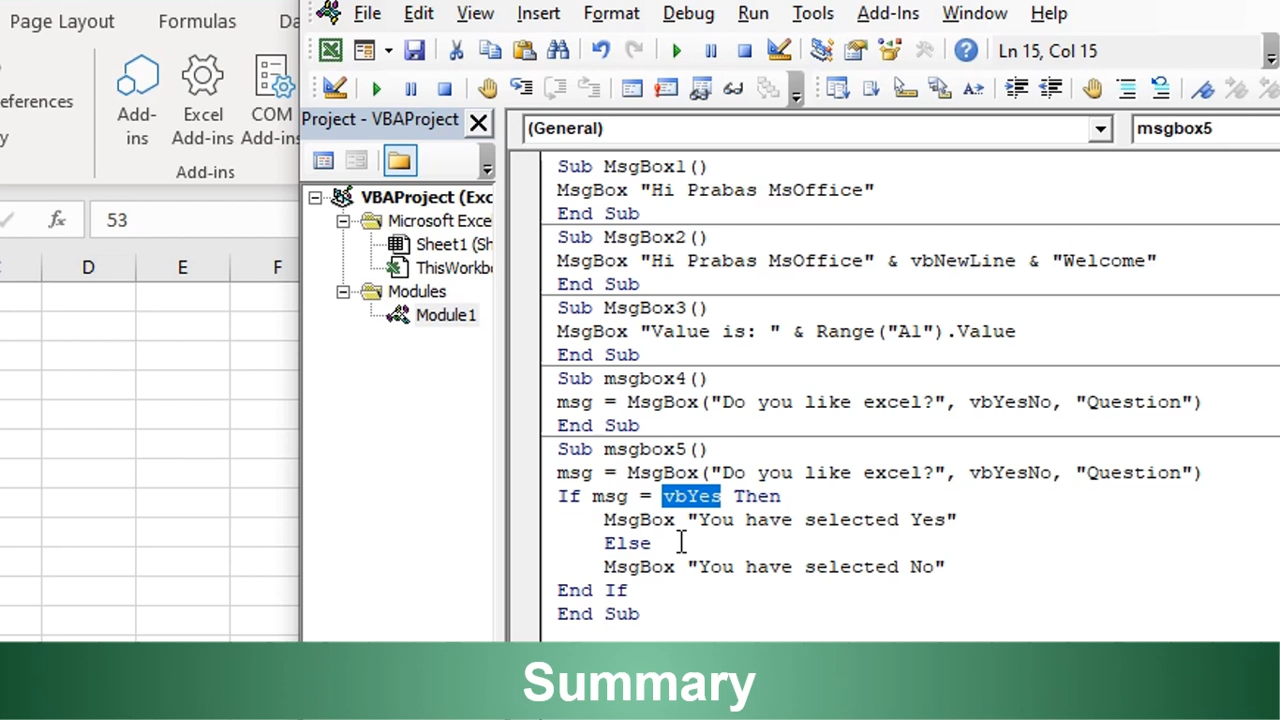 Page Layout Formulas Da
File Edit View Insert Format Debug Run Tools Add-Ins Window Help
Ln 15, Col 15
eferences
y
Add-
ins
Excel
Add-ins
COM
Add-ins
Add-ins
Project - VBAProject
(General)
msgbox5
fx 53
D E F
VBAProject (Exc
Microsoft Exce
Sheet1 (Sh
ThisWorkb
Modules
Module1
Sub MsgBox1()
MsgBox "Hi Prabas MsOffice"
End Sub
Sub MsgBox2()
MsgBox "Hi Prabas MsOffice" & vbNewLine & "Welcome"
End Sub
Sub MsgBox3()
MsgBox "Value is: " & Range("A1").Value
End Sub
Sub msgbox4()
msg = MsgBox("Do you like excel?", vbYesNo, "Question")
End Sub
Sub msgbox5()
msg = MsgBox("Do you like excel?", vbYesNo, "Question")
If msg = vbYes Then
MsgBox "You have selected Yes"
Else
MsgBox "You have selected No"
End If
End Sub
Summary